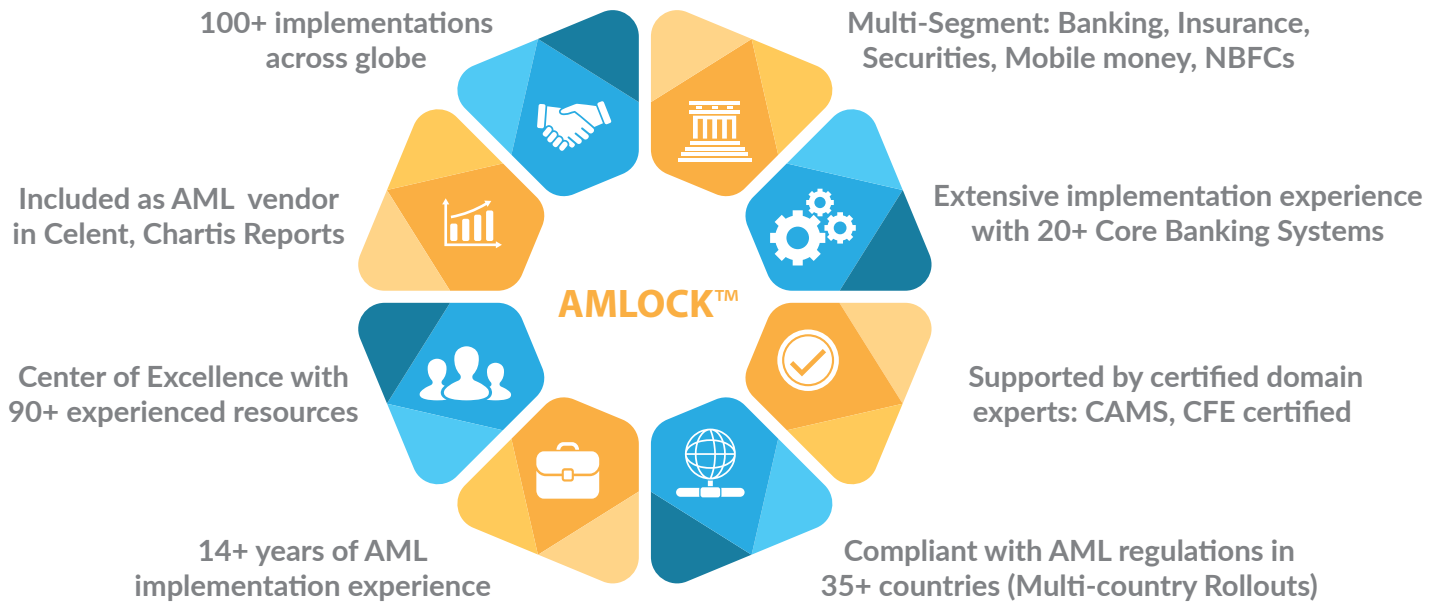 100+ implementations
across globe
Multi-Segment: Banking, Insurance,
Securities, Mobile money, NBFCs
Included as AML vendor
in Celent, Chartis Reports
Extensive implementation experience
with 20+ Core Banking Systems
AMLOCK™
Center of Excellence with
90+ experienced resources
Supported by certified domain
experts: CAMS, CFE certified
14+ years of AML
implementation experience
Compliant with AML regulations in
35+ countries (Multi-country Rollouts)